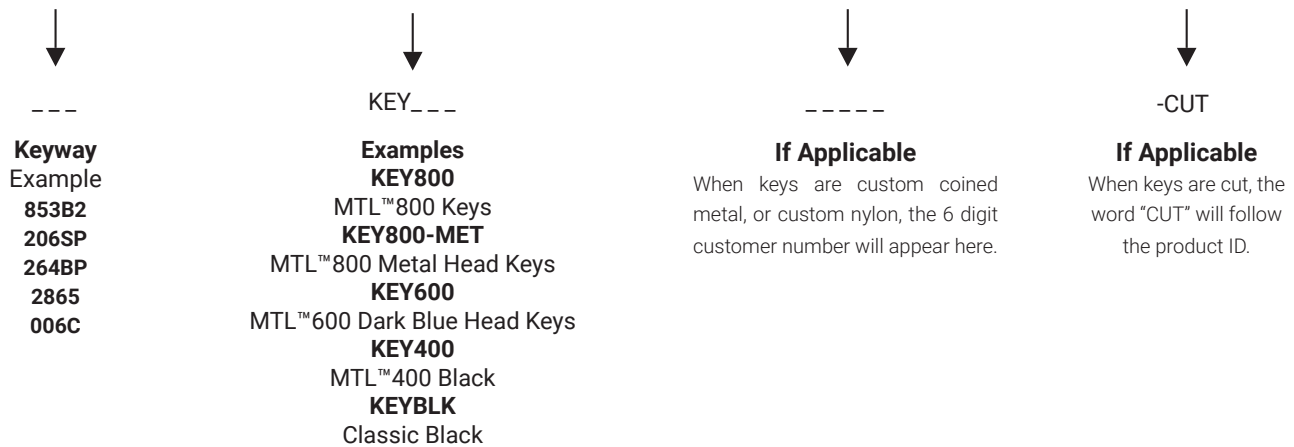 _ _ _
Keyway
Example
853B2
206SP
264BP
2865
006C
KEY_ _ _
Examples
KEY800
MTL™800 Keys
KEY800-MET
MTL™800 Metal Head Keys
KEY600
MTL™600 Dark Blue Head Keys
KEY400
MTL™400 Black
KEYBLK
Classic Black
_ _ _ _ _
If Applicable
When keys are custom coined
metal, or custom nylon, the 6 digit
customer number will appear here.
-CUT
If Applicable
When keys are cut, the
word “CUT” will follow
the product ID.